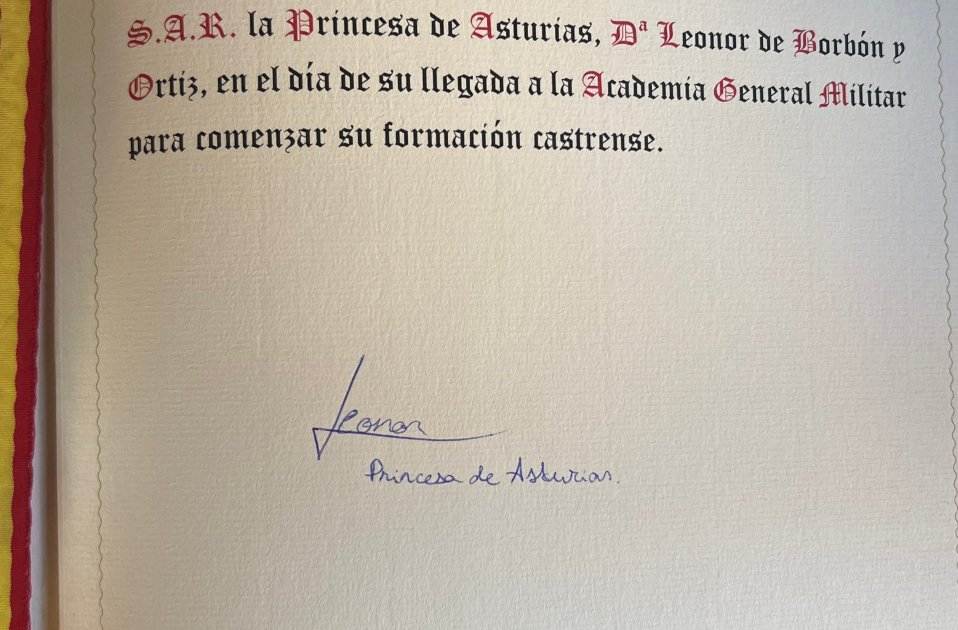 S.A.R. la Princesa de Asturias, Dª Leonor de Borbón y
Ortiz, en el día de su llegada a la Academia General Militar
para comenzar su formación castrense.
Leonor
Princesa de Asturias.